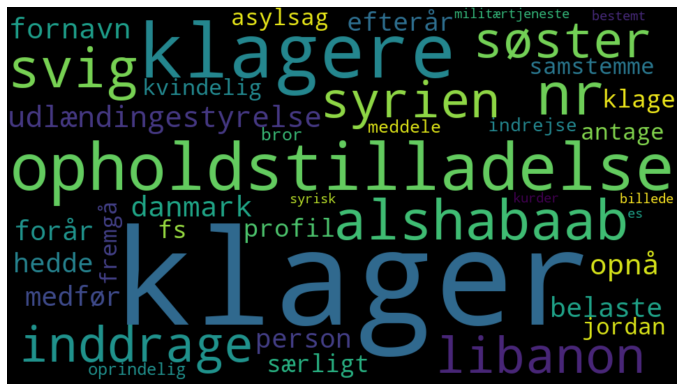 militærtjeneste bestemt
fornavn asylsag efterår
klagere søster
svig kvindelig samstemme
syrien nr klage
udlændingestyrelse meddele indrejse antage
bror
opholdstilladelse
syrisk kurder billede
danmark alshabaab es
forår fremgå fs profil
hedde klager opnå
medfør belaste
jordan
inddrage person libanon
oprindelig særligt